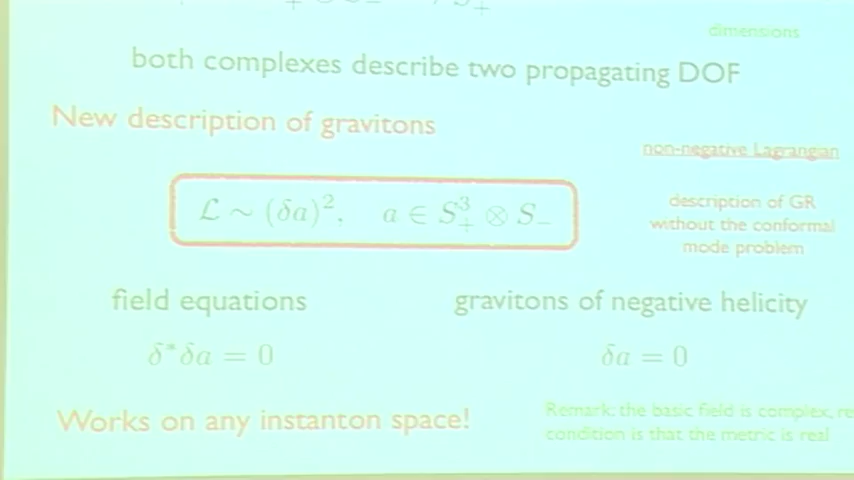 dimensions
both complexes describe two propagating DOF
New description of gravitons
non-negative Lagrangian
ℒ ∼ (δa)², a ∈ S₊³ ⊗ S₋
description of GR
without the conformal
mode problem
field equations
gravitons of negative helicity
δ*δa = 0
δa = 0
Works on any instanton space!
Remark: the basic field is complex, re
condition is that the metric is real